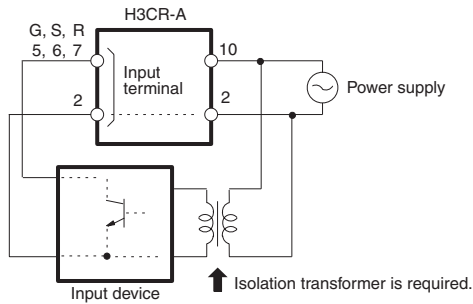 H3CR-A
G, S, R
5, 6, 7
10
Input
terminal
Power supply
2
2
Isolation transformer is required.
Input device